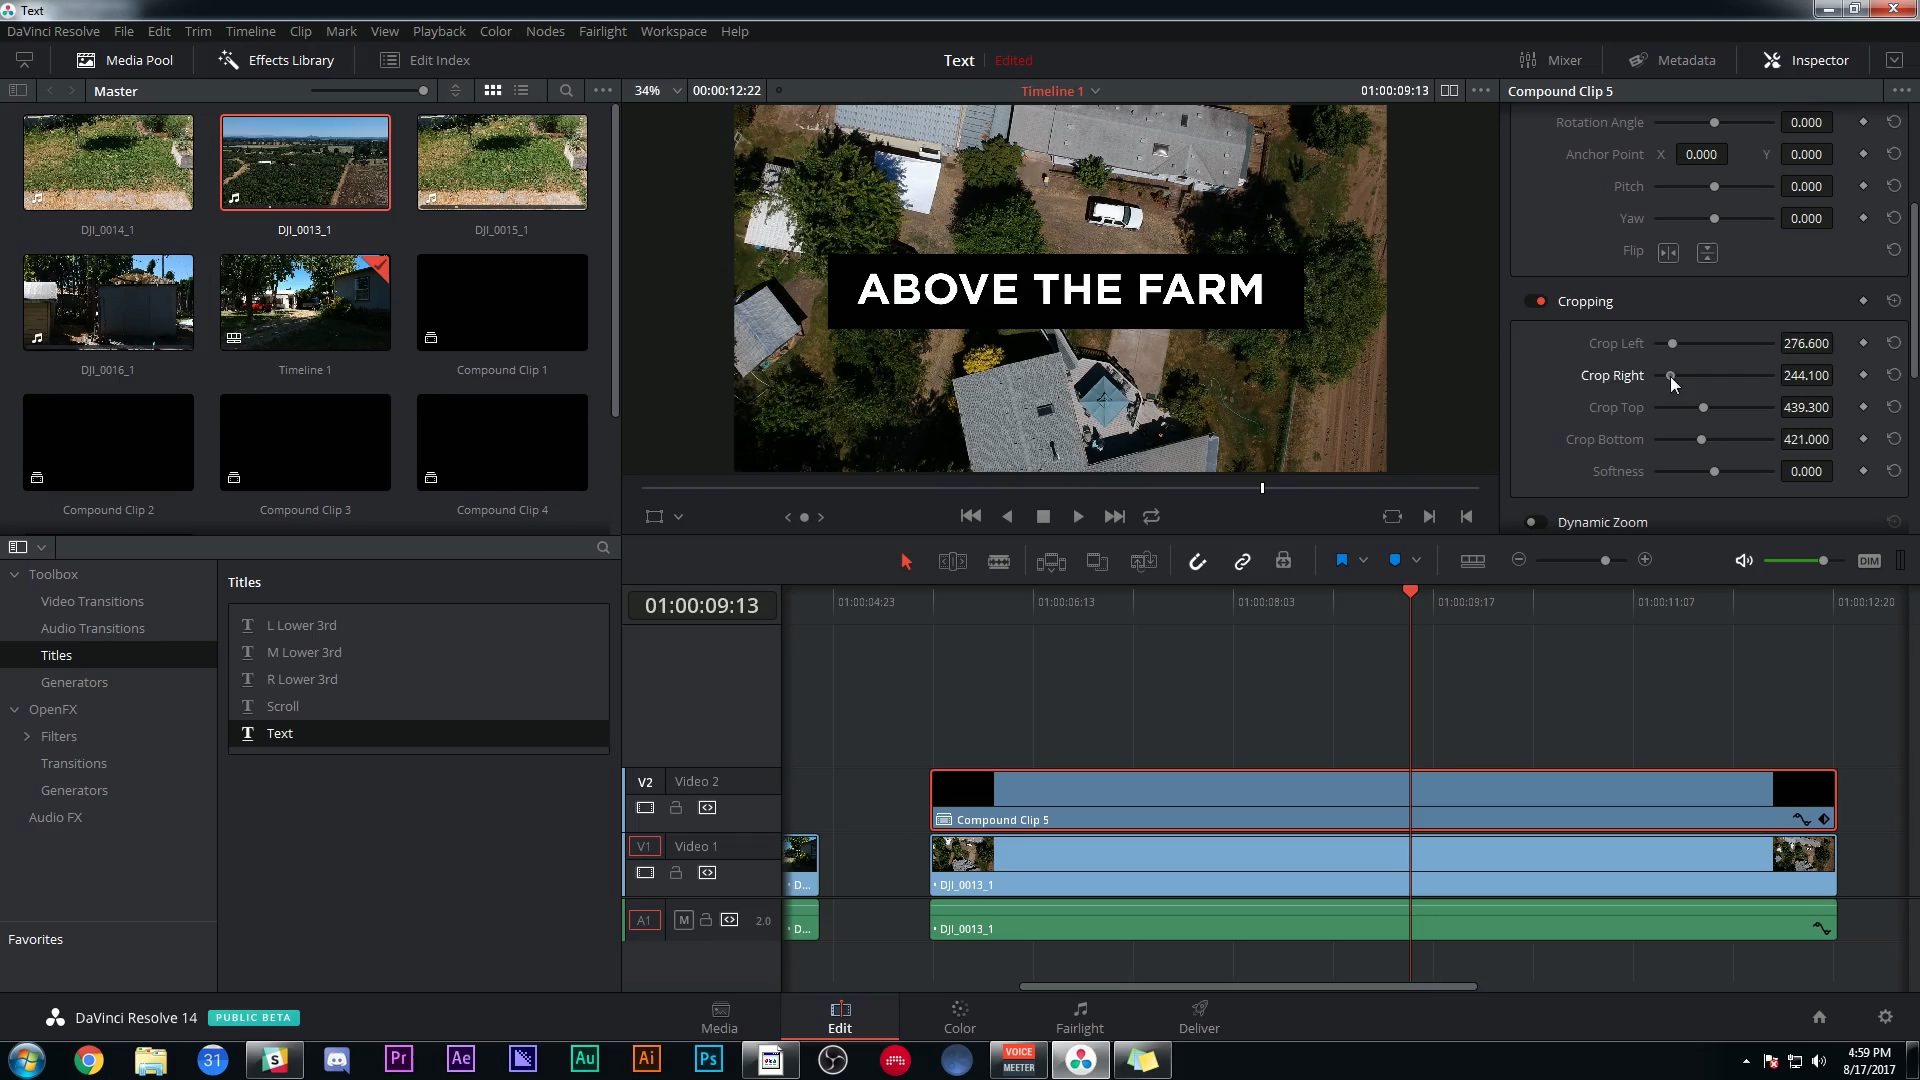 Text
DaVinci Resolve File Edit Trim Timeline Clip Mark View Playback Color Nodes Fairlight Workspace Help
Media Pool Effects Library Edit Index Text Edited Mixer Metadata Inspector
Master 34% 00:00:12:22 Timeline 1 01:00:09:13 Compound Clip 5
DJI_0014_1 DJI_0013_1 DJI_0015_1
DJI_0016_1 Timeline 1 Compound Clip 1
Compound Clip 2 Compound Clip 3 Compound Clip 4
ABOVE THE FARM
Rotation Angle 0.000
Anchor Point X 0.000 Y 0.000
Pitch 0.000
Yaw 0.000
Flip
Cropping
Crop Left 276.600
Crop Right 244.100
Crop Top 439.300
Crop Bottom 421.000
Softness 0.000
Dynamic Zoom
DIM
Toolbox
Video Transitions
Audio Transitions
Titles
Generators
OpenFX
Filters
Transitions
Generators
Audio FX
Favorites
Titles
T L Lower 3rd
T M Lower 3rd
T R Lower 3rd
T Scroll
T Text
01:00:09:13 01:00:04:23 01:00:06:13 01:00:08:03 01:00:09:17 01:00:11:07 01:00:12:20
V2 Video 2
Compound Clip 5
V1 Video 1
D... DJI_0013_1
A1 M 2.0
D... DJI_0013_1
DaVinci Resolve 14 PUBLIC BETA
Media Edit Color Fairlight Deliver
31 S Pr Ae Au Ai Ps VOICE MEETER
4:59 PM
8/17/2017